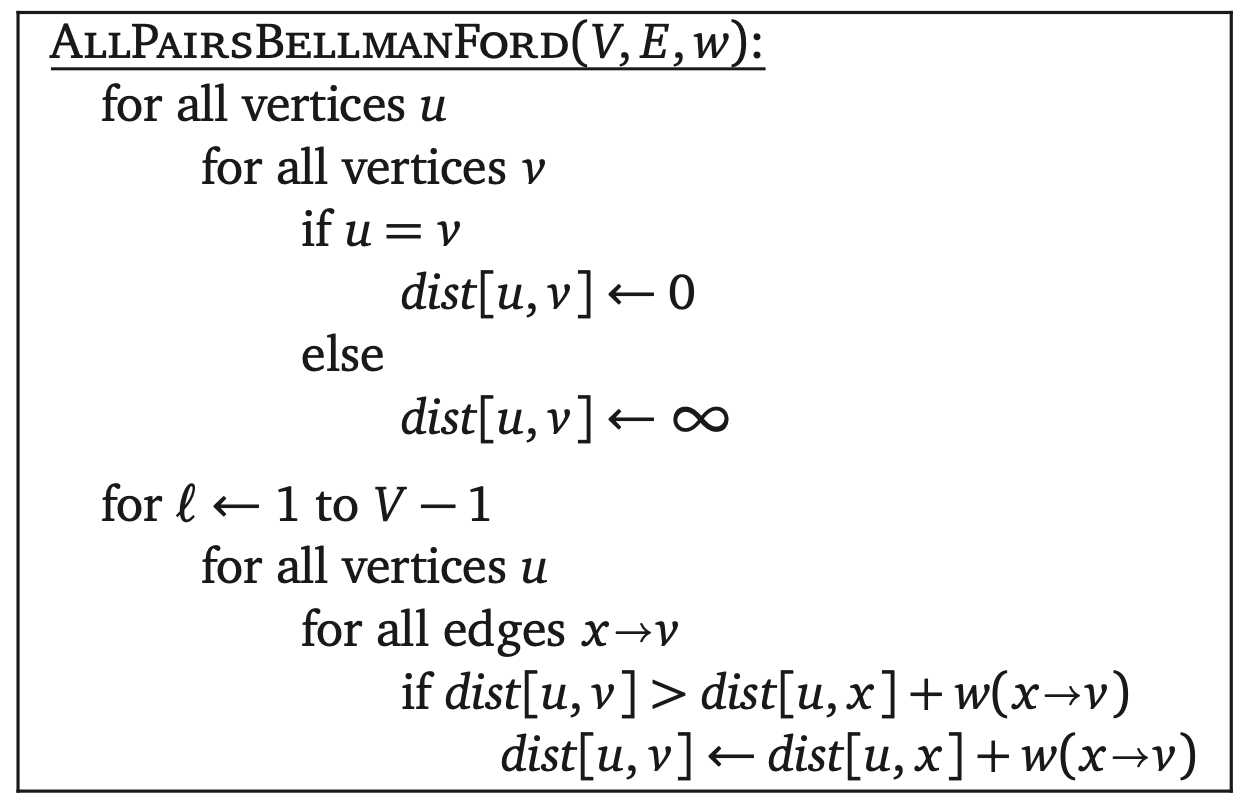 ALLPAIRSBELLMANFORD(V, E, w):
for all vertices u
for all vertices v
if u = v
dist[u, v] ← 0
else
dist[u, v] ← ∞
for ℓ ← 1 to V − 1
for all vertices u
for all edges x→v
if dist[u, v] > dist[u, x] + w(x→v)
dist[u, v] ← dist[u, x] + w(x→v)